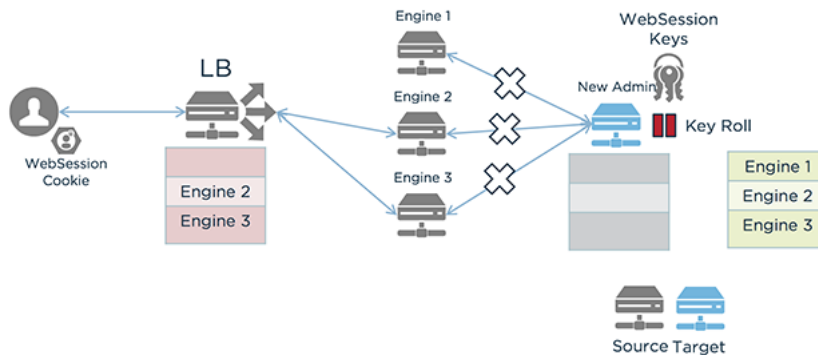 Engine 1
WebSession
Keys
LB
Engine 2
New Admin
Key Roll
WebSession
Cookie
Engine 3
Engine 2
Engine 3
Engine 1
Engine 2
Engine 3
Source Target